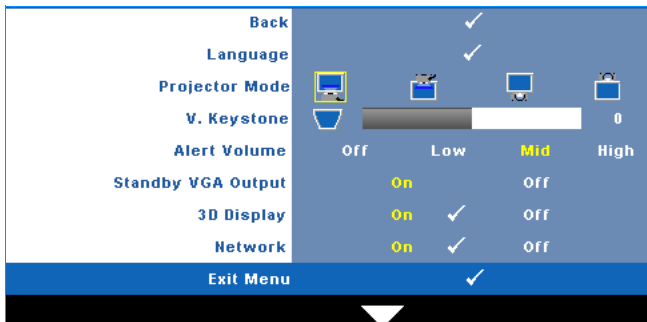 Back
Language
Projector Mode
V. Keystone 0
Alert Volume Off Low Mid High
Standby VGA Output On Off
3D Display On Off
Network On Off
Exit Menu